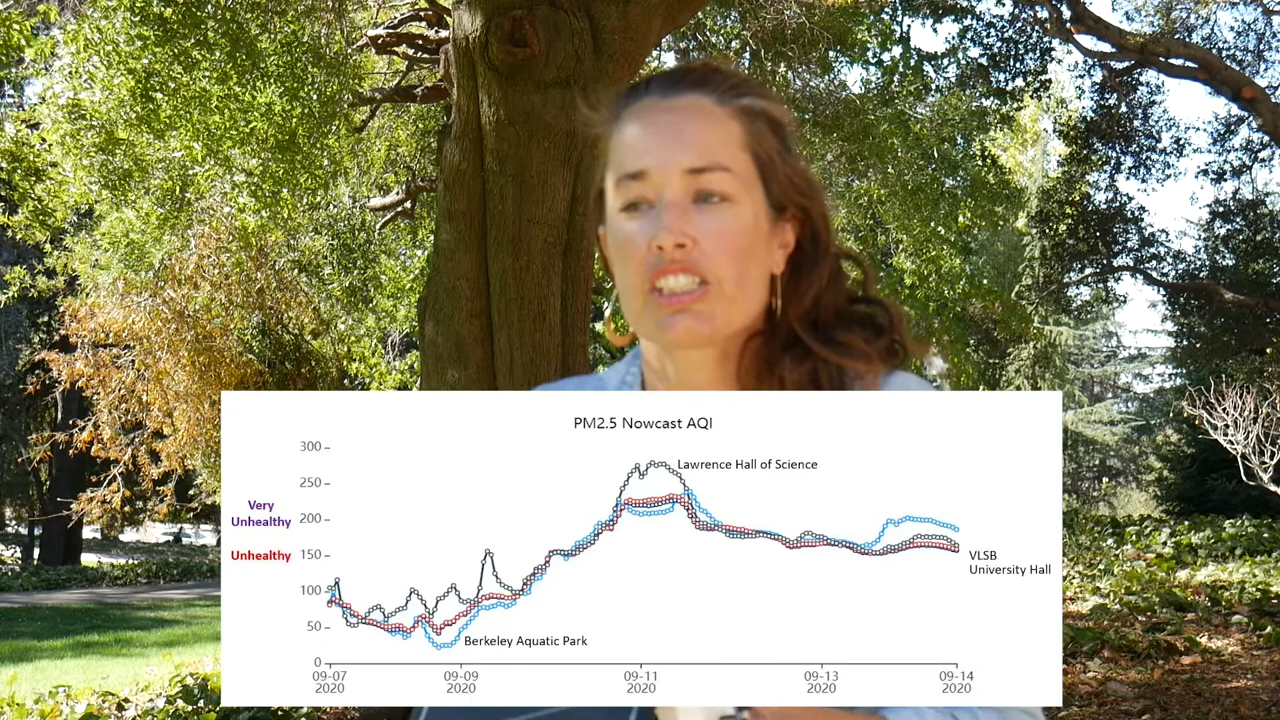 PM2.5 Nowcast AQI
300
Lawrence Hall of Science
250
Very
Unhealthy
200
Unhealthy
150
VLSB
University Hall
100
50
Berkeley Aquatic Park
0
09-07 09-09 09-11 09-13 09-14
2020 2020 2020 2020 2020